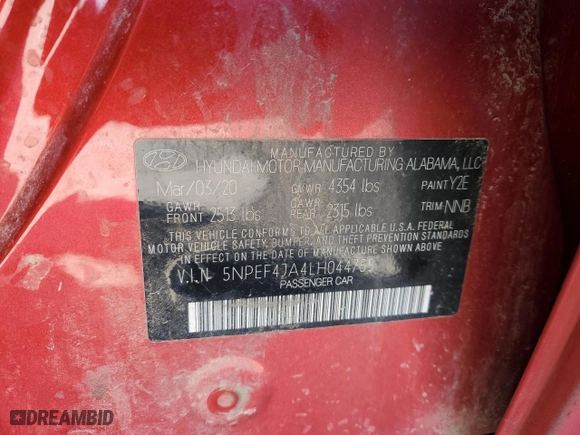 MANUFACTURED BY
HYUNDAI MOTOR MANUFACTURING ALABAMA, LLC
Mar/03/20 GVWR 4354 lbs PAINT Y2E
GAWR FRONT 2513 lbs GAWR REAR 2315 lbs TRIM NNB
THIS VEHICLE CONFORMS TO ALL APPLICABLE U.S.A. FEDERAL
MOTOR VEHICLE SAFETY, BUMPER, AND THEFT PREVENTION STANDARDS
IN EFFECT ON THE DATE OF MANUFACTURE SHOWN ABOVE.
V.I.N
PASSENGER CAR
DREAMBID